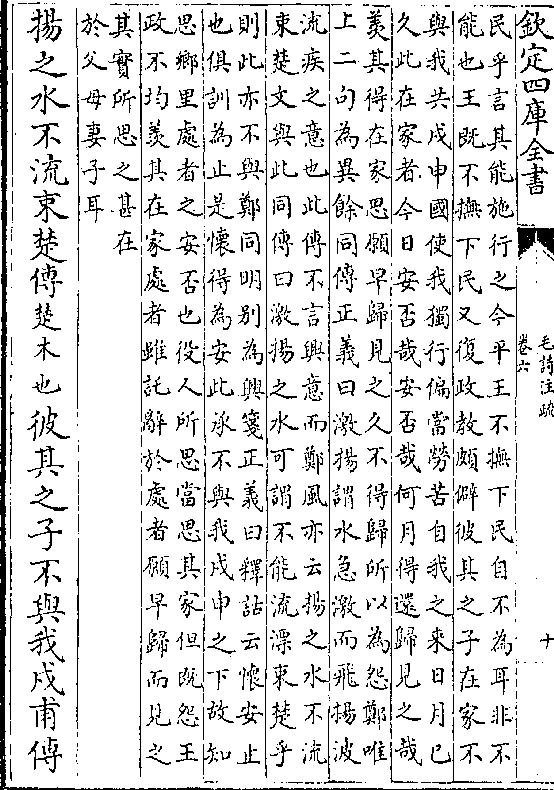 欽定四庫全書
毛詩注疏
卷六
十
民乎言其能施行之今平王不撫下民自不為耳非不
能也王既不撫下民又復政教頗僻彼其之子在家不
與我共戍申國使我獨行偏當勞苦自我之來日月已
久此在家者今日安否哉安否哉何月得還歸見之哉
羨其得在家思願早歸見之久不得歸所以為怨鄭唯
上二句為異餘同傳正義曰激揚謂水急激而飛揚波
流疾之意也此傳不言興意而鄭風亦云揚之水不流
束楚文與此同傳曰激揚之水可謂不能流漂束楚乎
則此亦不與鄭同明别為興箋正義曰釋詁云懷安止
也俱訓為止是懷得為安此承不與我戍申之下故知
思鄉里處者之安否也役人所思當思其家但既怨王
政不均羨其在家處者雖託辭於處者願早歸而見之
其實所思之甚在
於父母妻子耳
揚之水不流束楚傳楚木也彼其之子不與我戍甫傳